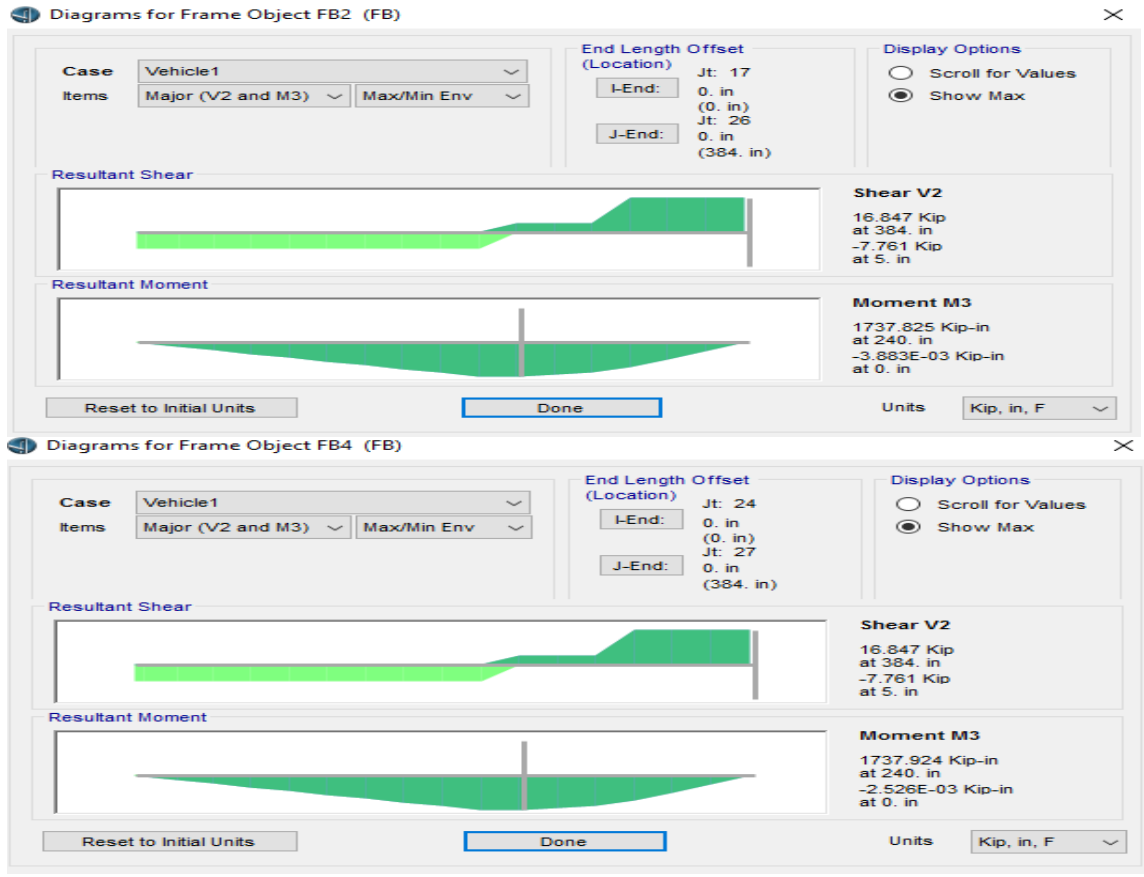 Diagrams for Frame Object FB2 (FB)
End Length Offset
(Location)
Display Options
Case Vehicle1
Jt: 17
Scroll for Values
I-End: 0. in
(0. in)
Items Major (V2 and M3) Max/Min Env
Show Max
Jt: 26
J-End: 0. in
(384. in)
Resultant Shear
Shear V2
16.847 Kip
at 384. in
-7.761 Kip
at 5. in
Resultant Moment
Moment M3
1737.825 Kip-in
at 240. in
-3.883E-03 Kip-in
at 0. in
Reset to Initial Units Done Units Kip, in, F
Diagrams for Frame Object FB4 (FB)
End Length Offset
(Location)
Display Options
Case Vehicle1
Jt: 24
Scroll for Values
I-End: 0. in
(0. in)
Items Major (V2 and M3) Max/Min Env
Show Max
Jt: 27
J-End: 0. in
(384. in)
Resultant Shear
Shear V2
16.847 Kip
at 384. in
-7.761 Kip
at 5. in
Resultant Moment
Moment M3
1737.924 Kip-in
at 240. in
-2.526E-03 Kip-in
at 0. in
Reset to Initial Units Done Units Kip, in, F